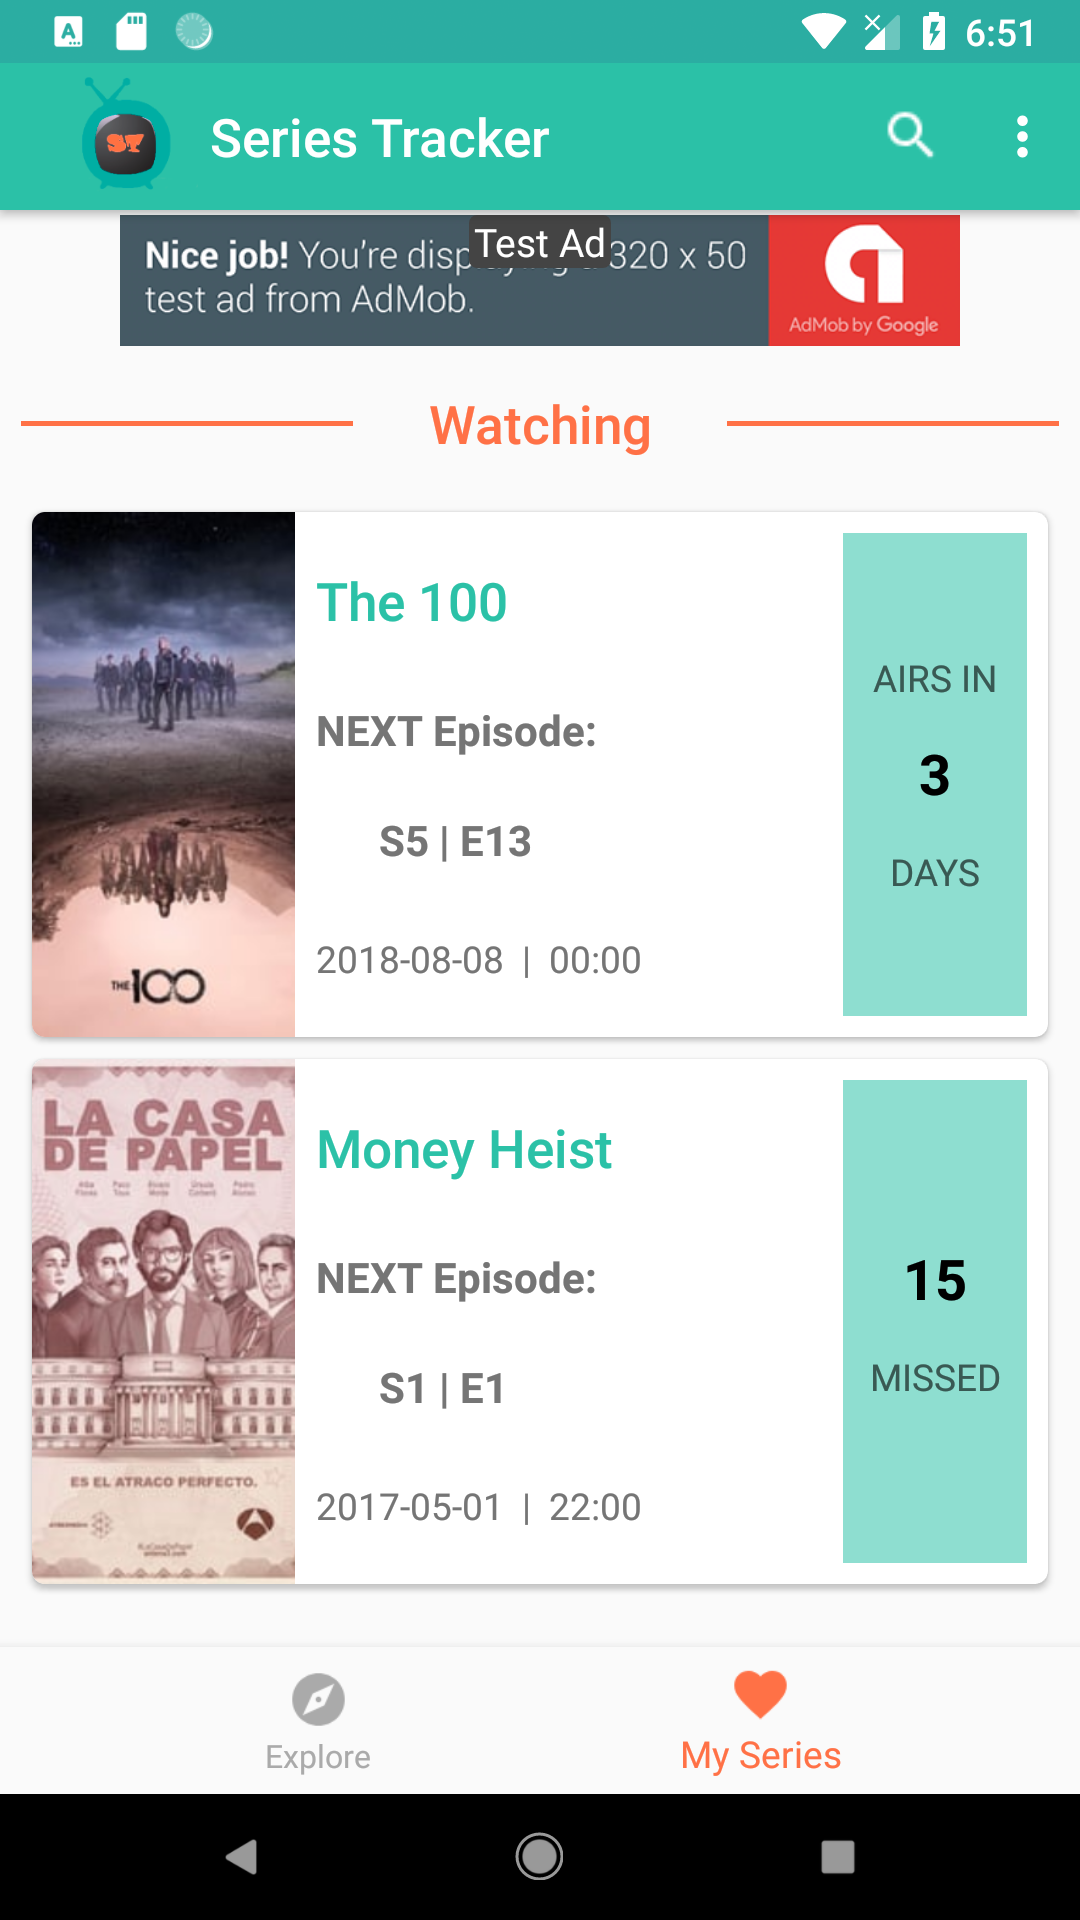 6:51
ST
Series Tracker
Test Ad
Nice job! You're displaying a 320 x 50
test ad from AdMob.
AdMob by Google
Watching
The 100
NEXT Episode:
S5 | E13
2018-08-08 | 00:00
AIRS IN
3
DAYS
THE 100
LA CASA
DE PAPEL
ES EL ATRACO PERFECTO.
Money Heist
NEXT Episode:
S1 | E1
2017-05-01 | 22:00
15
MISSED
Explore
My Series